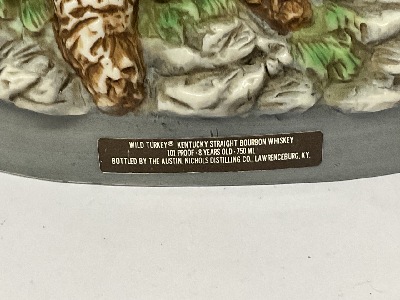 WILD TURKEY® KENTUCKY STRAIGHT BOURBON WHISKEY
101 PROOF · 8 YEARS OLD · 750 ML
BOTTLED BY THE AUSTIN, NICHOLS DISTILLING CO., LAWRENCEBURG, KY.